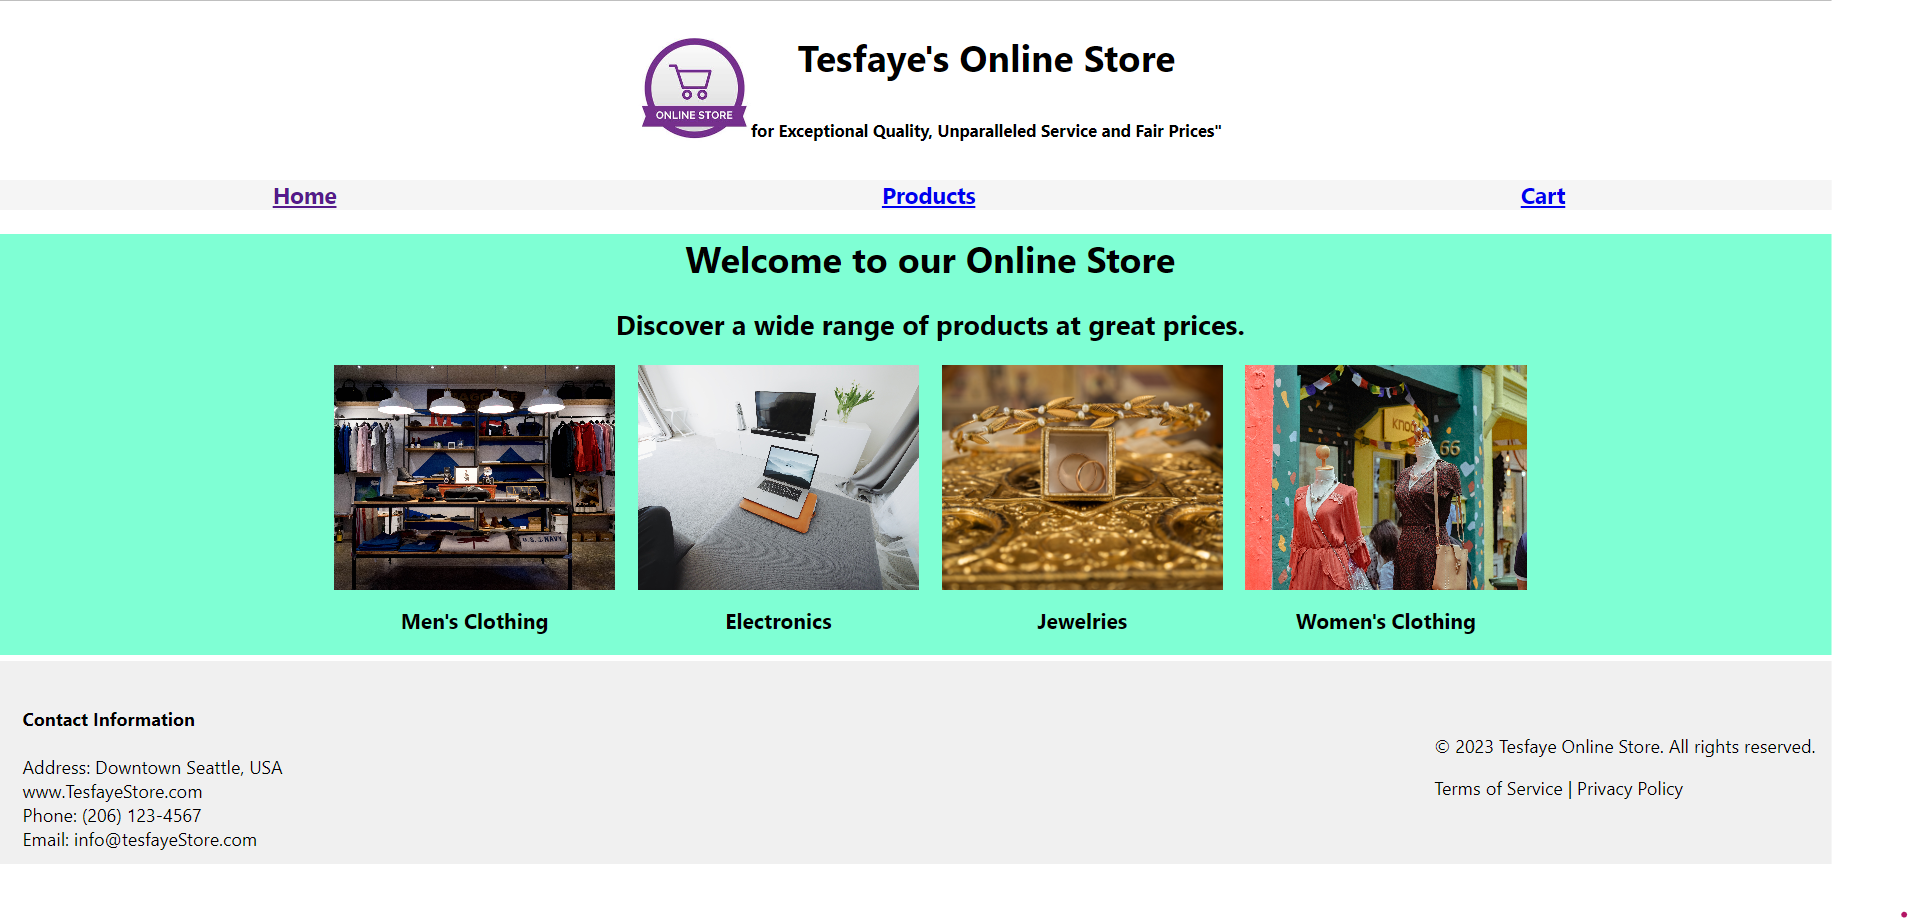 Tesfaye's Online Store
ONLINE STORE
for Exceptional Quality, Unparalleled Service and Fair Prices"
Home
Products
Cart
Welcome to our Online Store
Discover a wide range of products at great prices.
U.S. NAVY
knot
66
Men's Clothing
Electronics
Jewelries
Women's Clothing
Contact Information
Address: Downtown Seattle, USA
www.TesfayeStore.com
Phone: (206) 123-4567
Email: info@tesfayeStore.com
© 2023 Tesfaye Online Store. All rights reserved.
Terms of Service | Privacy Policy